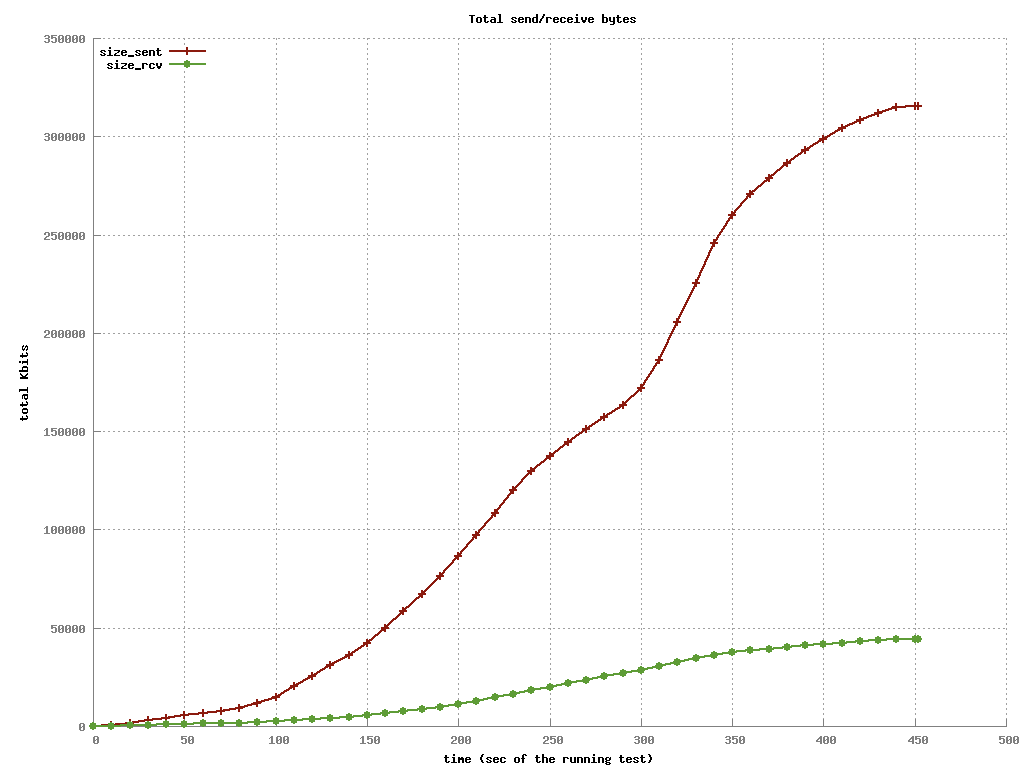 Total send/receive bytes
350000
size_sent
size_rcv
300000
250000
200000
total Kbits
150000
100000
50000
0
0 50 100 150 200 250 300 350 400 450 500
time (sec of the running test)